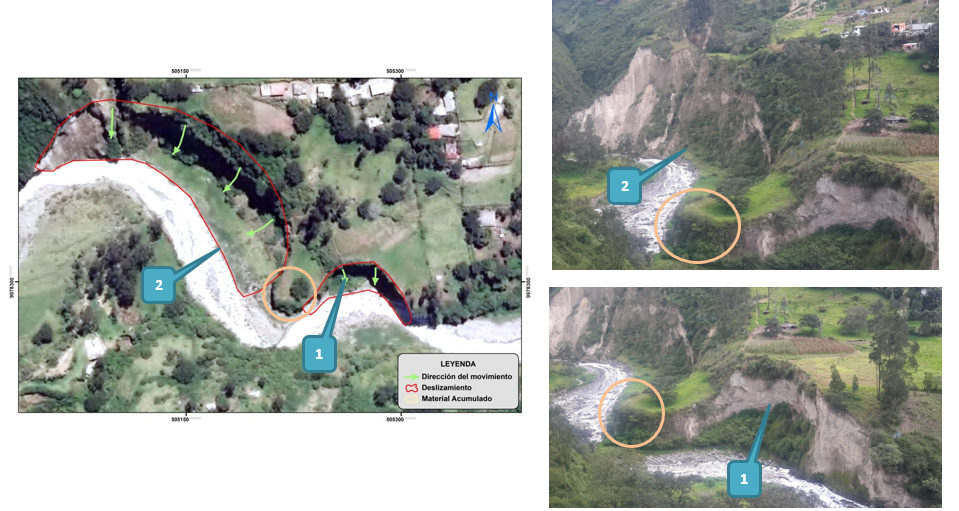 505150
505300
N
2
1
9978300
9978300
LEYENDA
Dirección del movimiento
Deslizamiento
Material Acumulado
505150
505300
2
1